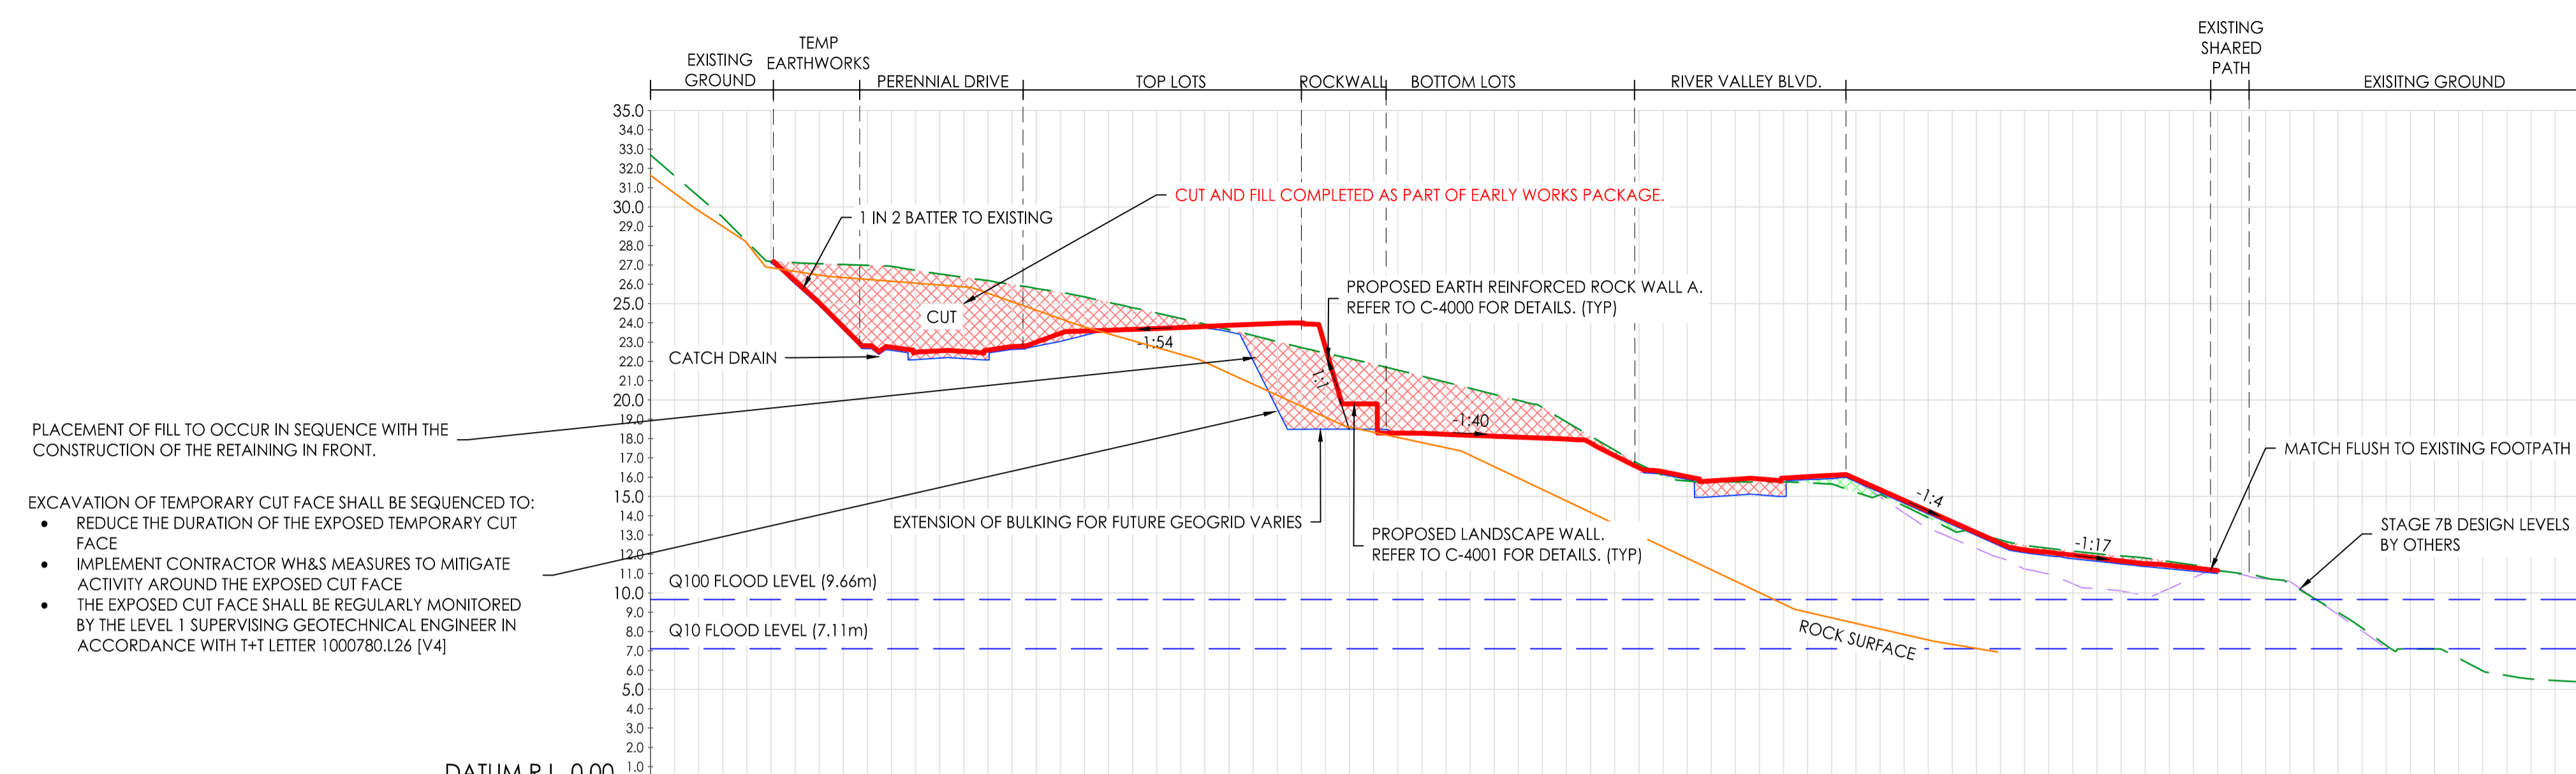 EXISTING
GROUND
TEMP
EARTHWORKS
PERENNIAL DRIVE
TOP LOTS
ROCKWALL
BOTTOM LOTS
RIVER VALLEY BLVD.
EXISTING
SHARED
PATH
EXISITNG GROUND
35.0
34.0
33.0
32.0
31.0
30.0
29.0
28.0
27.0
26.0
25.0
24.0
23.0
22.0
21.0
20.0
19.0
18.0
17.0
16.0
15.0
14.0
13.0
12.0
11.0
10.0
9.0
8.0
7.0
6.0
5.0
4.0
3.0
2.0
1.0
DATUM R.L. 0.00
CUT AND FILL COMPLETED AS PART OF EARLY WORKS PACKAGE.
1 IN 2 BATTER TO EXISTING
PROPOSED EARTH REINFORCED ROCK WALL A.
REFER TO C-4000 FOR DETAILS. (TYP)
CUT
CATCH DRAIN
-1:54
1:1
-1:40
PLACEMENT OF FILL TO OCCUR IN SEQUENCE WITH THE
CONSTRUCTION OF THE RETAINING IN FRONT.
MATCH FLUSH TO EXISTING FOOTPATH
EXCAVATION OF TEMPORARY CUT FACE SHALL BE SEQUENCED TO:
• REDUCE THE DURATION OF THE EXPOSED TEMPORARY CUT
FACE
• IMPLEMENT CONTRACTOR WH&S MEASURES TO MITIGATE
ACTIVITY AROUND THE EXPOSED CUT FACE
• THE EXPOSED CUT FACE SHALL BE REGULARLY MONITORED
BY THE LEVEL 1 SUPERVISING GEOTECHNICAL ENGINEER IN
ACCORDANCE WITH T+T LETTER 1000780.L26 [V4]
EXTENSION OF BULKING FOR FUTURE GEOGRID VARIES
PROPOSED LANDSCAPE WALL.
REFER TO C-4001 FOR DETAILS. (TYP)
-1:4
-1:17
STAGE 7B DESIGN LEVELS
BY OTHERS
Q100 FLOOD LEVEL (9.66m)
Q10 FLOOD LEVEL (7.11m)
ROCK SURFACE